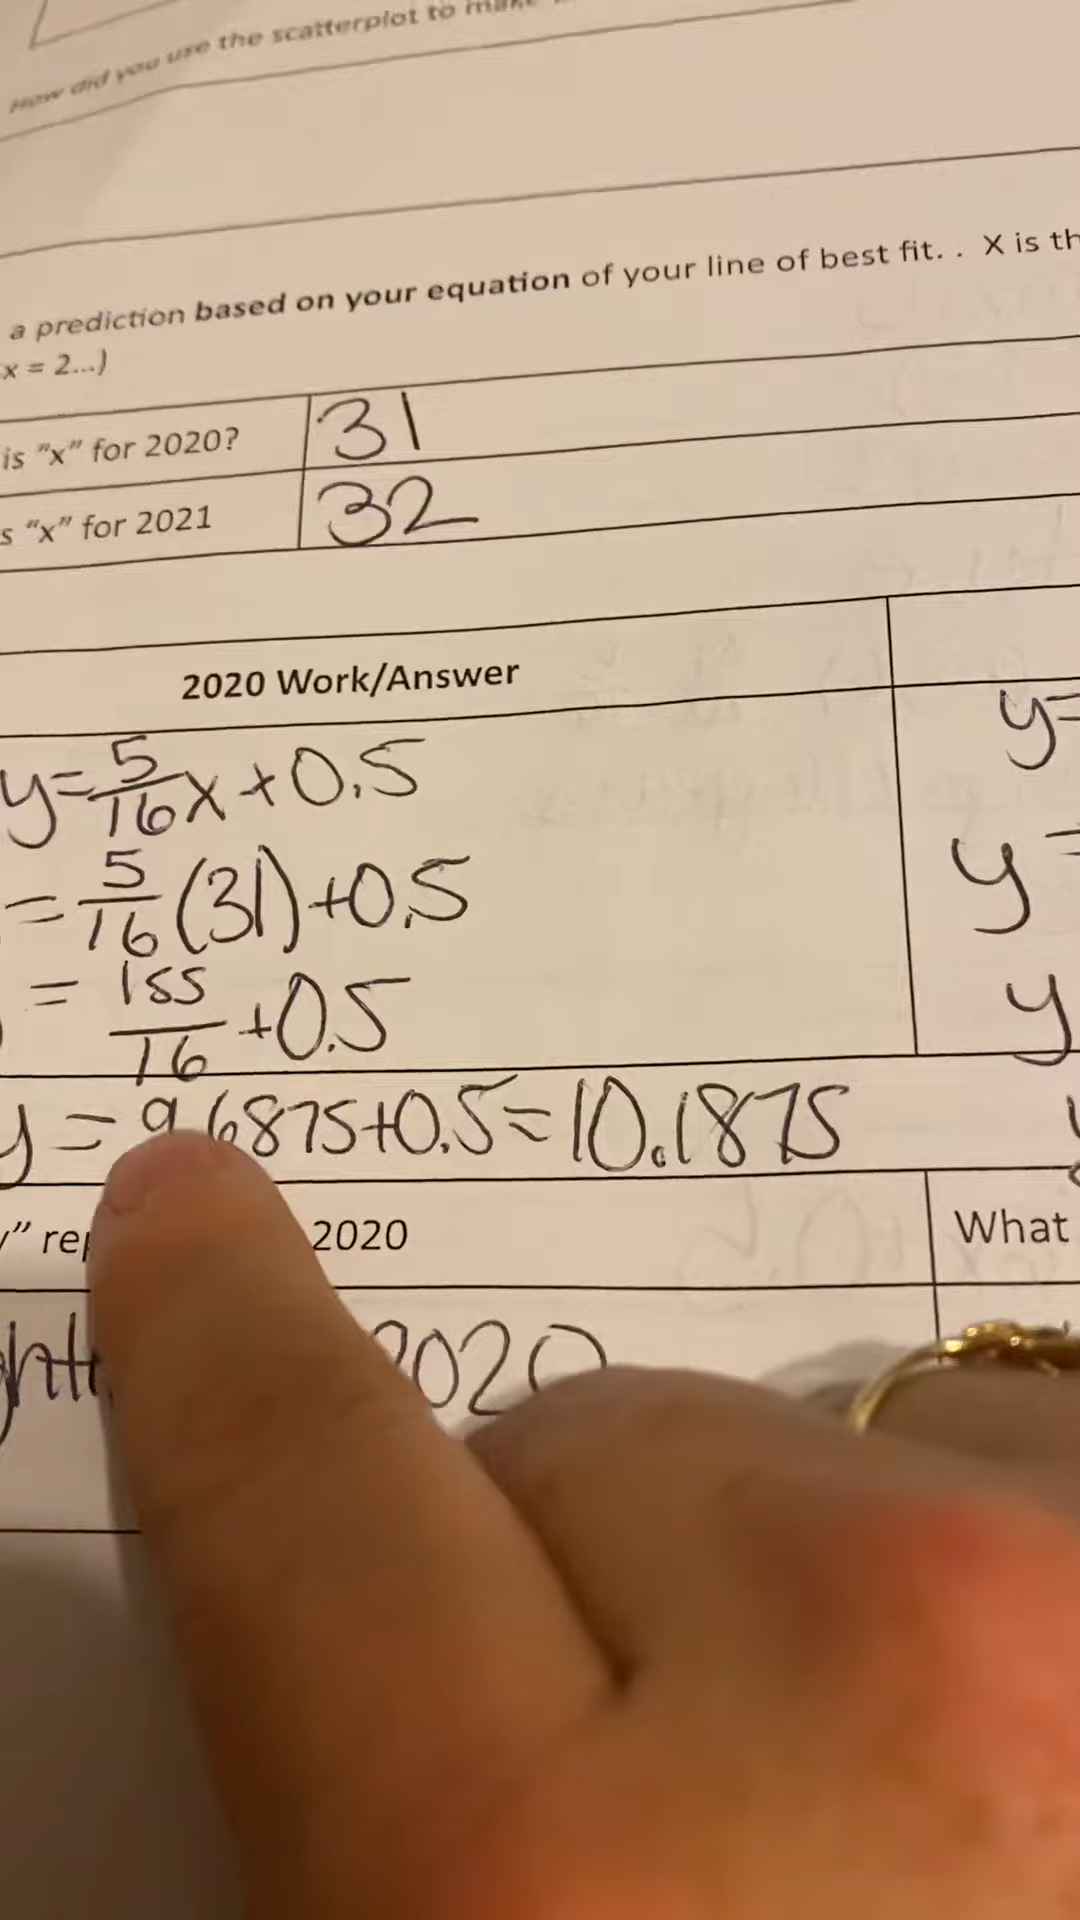 How did you use the scatterplot to make
a prediction based on your equation of your line of best fit. . X is th
x = 2...)
is "x" for 2020? 31
s "x" for 2021 32
2020 Work/Answer
y=5/16x+0.5 y=
=5/16(31)+0.5 y=
=155/16+0.5 y
y=9.6875+0.5=10.1875
y" rep 2020 What
2020